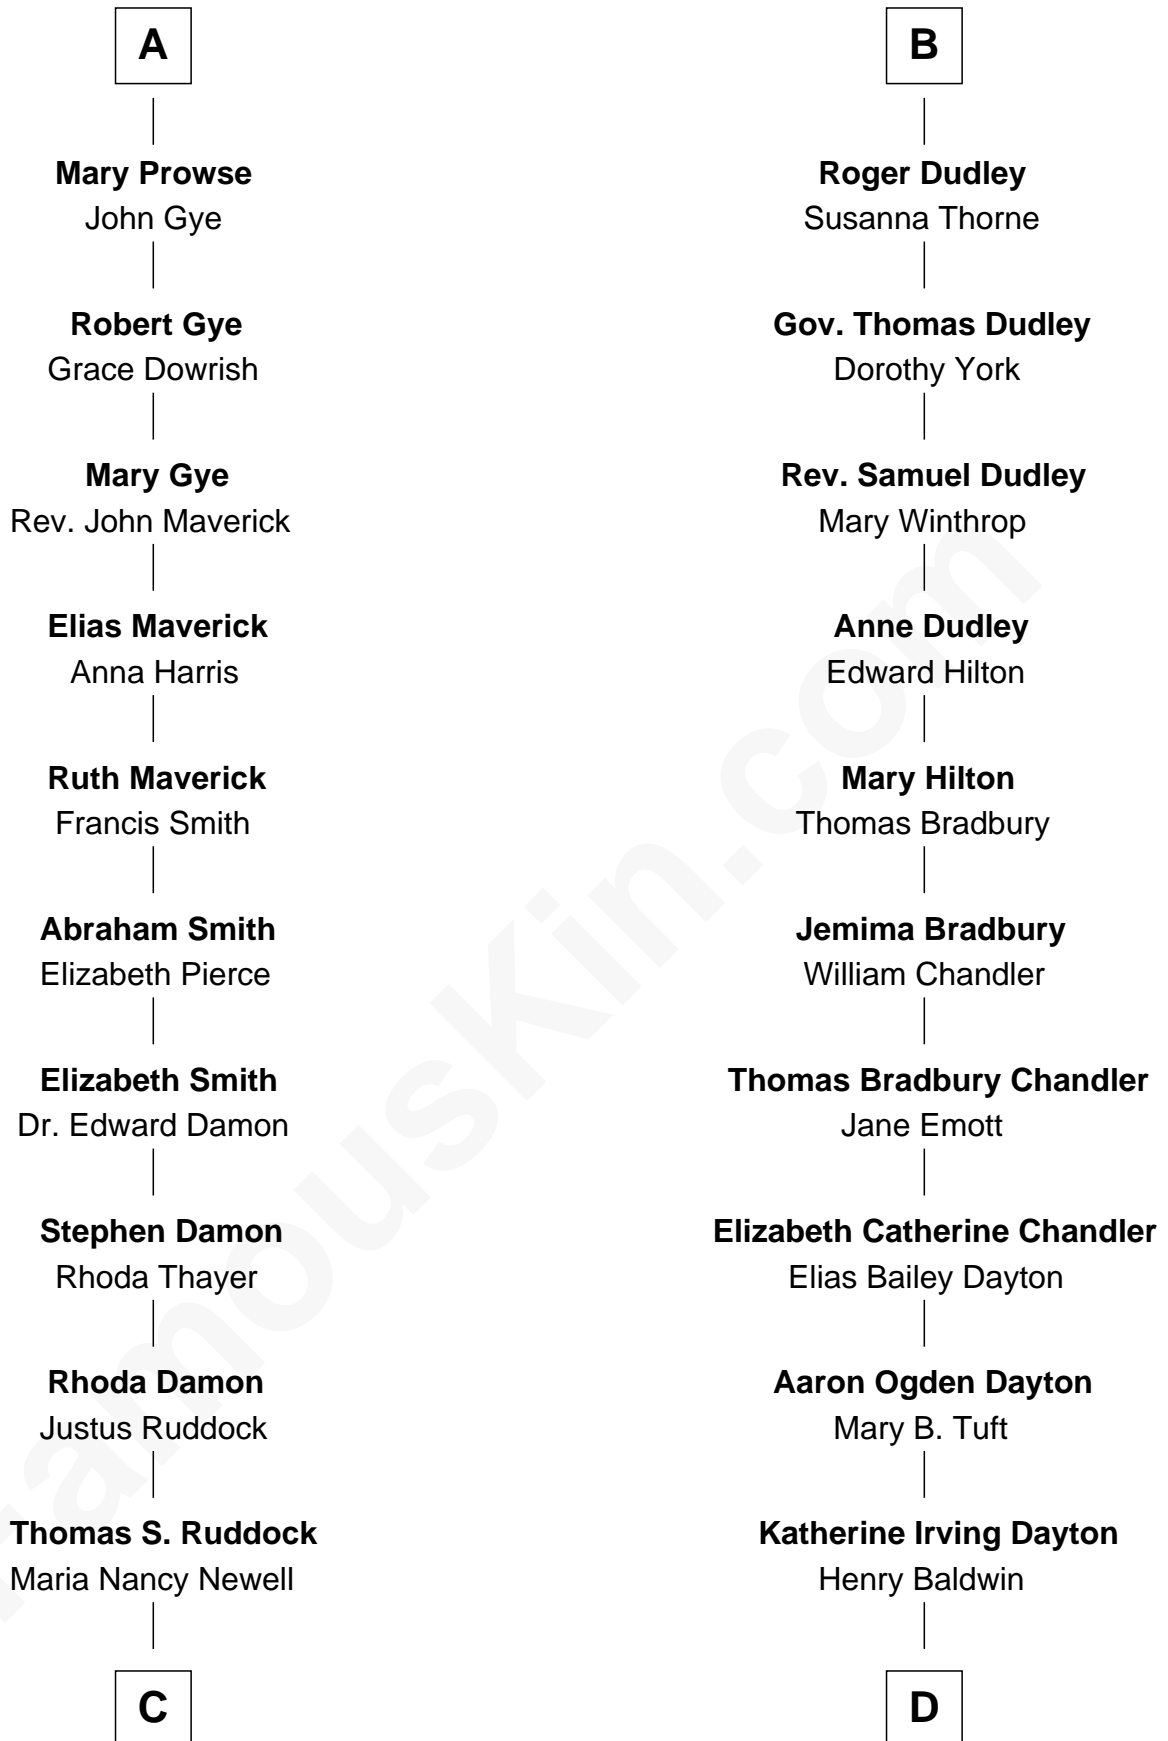 A
Mary Prowse
John Gye
Robert Gye
Grace Dowrish
Mary Gye
Rev. John Maverick
Elias Maverick
Anna Harris
Ruth Maverick
Francis Smith
Abraham Smith
Elizabeth Pierce
Elizabeth Smith
Dr. Edward Damon
Stephen Damon
Rhoda Thayer
Rhoda Damon
Justus Ruddock
Thomas S. Ruddock
Maria Nancy Newell
C
B
Roger Dudley
Susanna Thorne
Gov. Thomas Dudley
Dorothy York
Rev. Samuel Dudley
Mary Winthrop
Anne Dudley
Edward Hilton
Mary Hilton
Thomas Bradbury
Jemima Bradbury
William Chandler
Thomas Bradbury Chandler
Jane Emott
Elizabeth Catherine Chandler
Elias Bailey Dayton
Aaron Ogden Dayton
Mary B. Tuft
Katherine Irving Dayton
Henry Baldwin
D
FamousKin.com